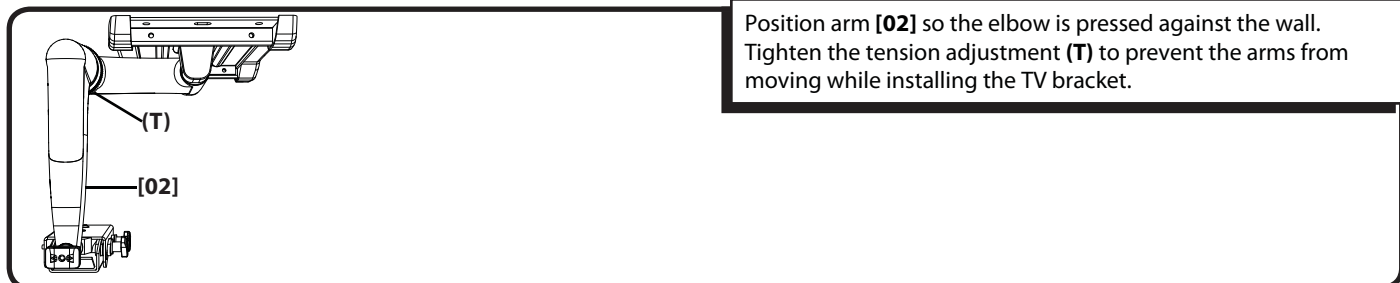 Position arm [02] so the elbow is pressed against the wall.
Tighten the tension adjustment (T) to prevent the arms from
moving while installing the TV bracket.
(T)
[02]